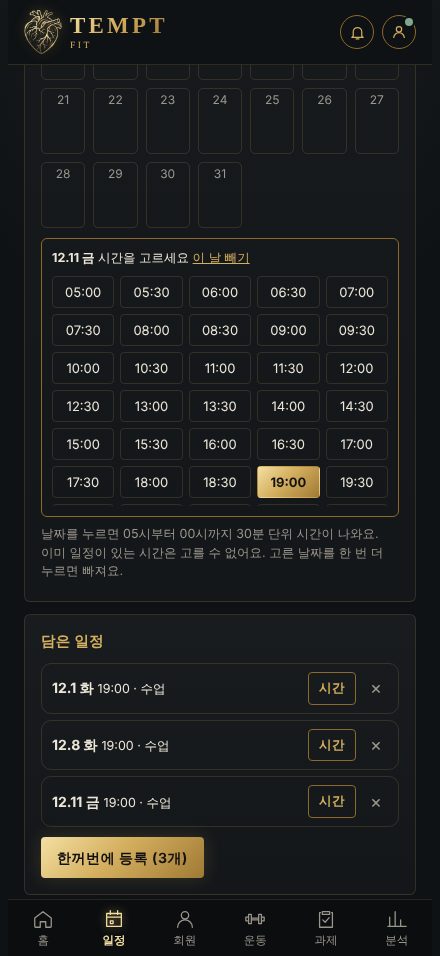 TEMPT
FIT
21 22 23 24 25 26 27
28 29 30 31
12.11 금 시간을 고르세요 이 날 빼기
05:00 05:30 06:00 06:30 07:00
07:30 08:00 08:30 09:00 09:30
10:00 10:30 11:00 11:30 12:00
12:30 13:00 13:30 14:00 14:30
15:00 15:30 16:00 16:30 17:00
17:30 18:00 18:30 19:00 19:30
날짜를 누르면 05시부터 00시까지 30분 단위 시간이 나와요.
이미 일정이 있는 시간은 고를 수 없어요. 고른 날짜를 한 번 더
누르면 빠져요.
담은 일정
12.1 화 19:00 · 수업 시간 ×
12.8 화 19:00 · 수업 시간 ×
12.11 금 19:00 · 수업 시간 ×
한꺼번에 등록 (3개)
홈 일정 회원 운동 과제 분석